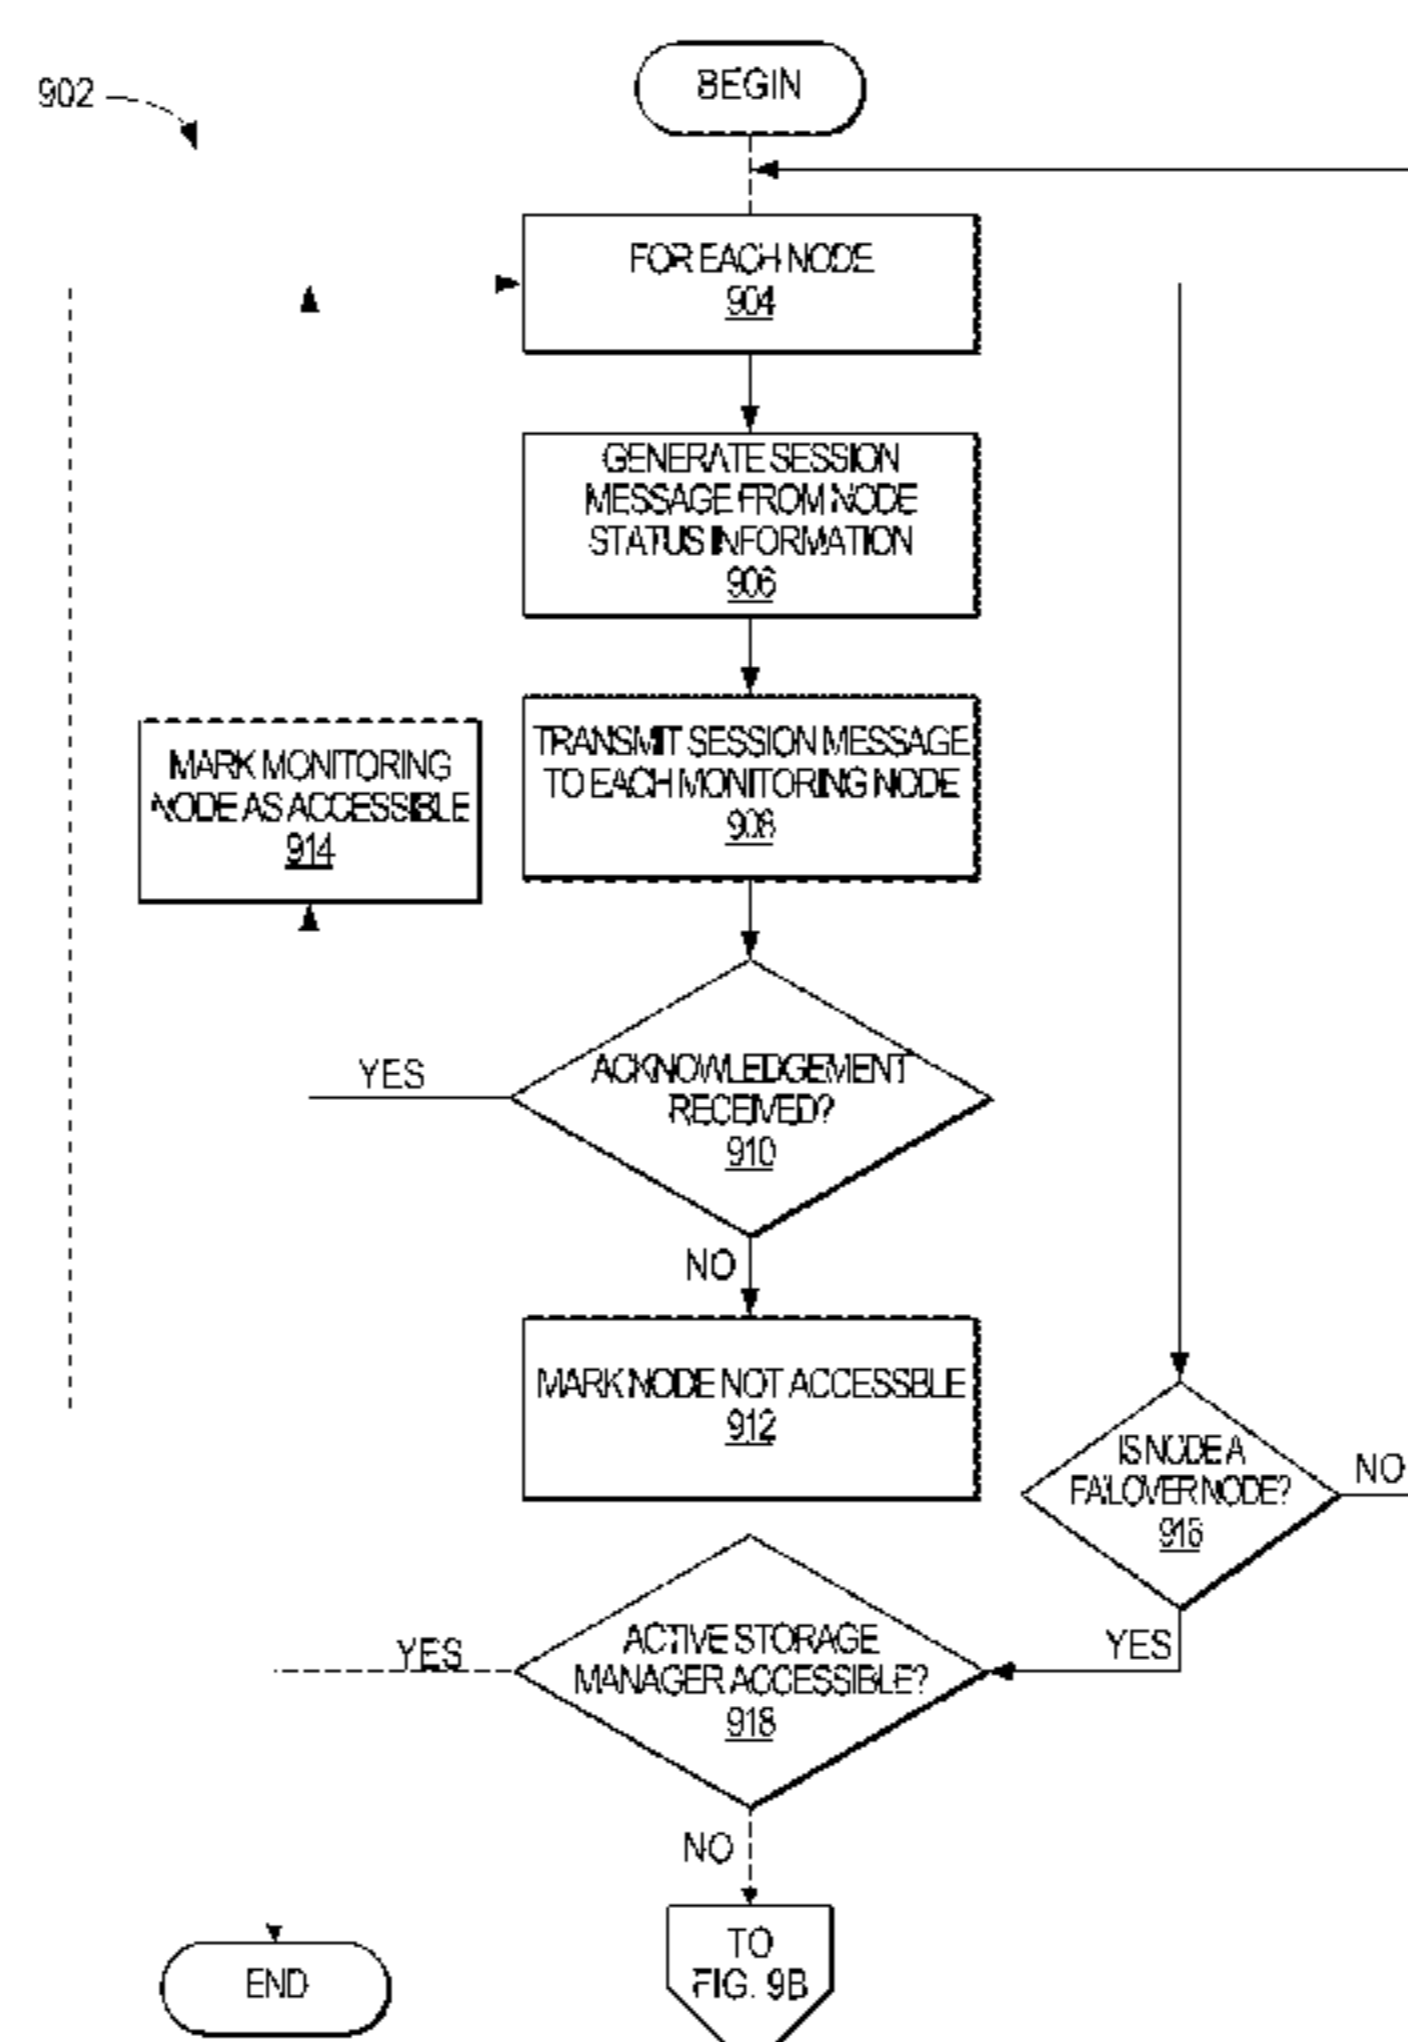 902
BEGIN
FOR EACH NODE
904
GENERATE SESSION
MESSAGE FROM NODE
STATUS INFORMATION
906
TRANSMIT SESSION MESSAGE
TO EACH MONITORING NODE
908
MARK MONITORING
NODE AS ACCESSIBLE
914
YES
ACKNOWLEDGEMENT
RECEIVED?
910
NO
MARK NODE NOT ACCESSIBLE
912
IS NODE A
FAILOVER NODE?
916
NO
YES
YES
ACTIVE STORAGE
MANAGER ACCESSIBLE?
918
NO
END
TO
FIG. 9B